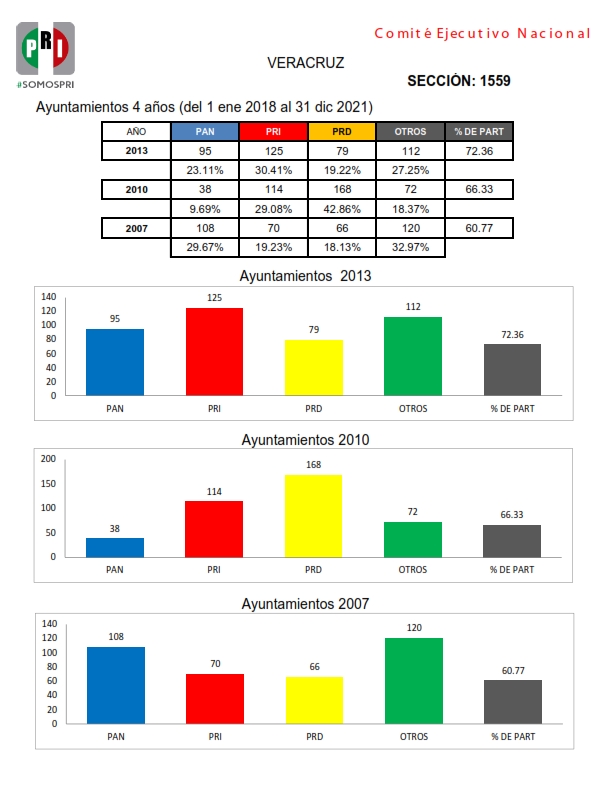 PRI
#SOMOSPRI
Comité Ejecutivo Nacional
VERACRUZ
SECCIÓN: 1559
Ayuntamientos 4 años (del 1 ene 2018 al 31 dic 2021)
AÑO PAN PRI PRD OTROS % DE PART
2013 95 125 79 112 72.36
23.11% 30.41% 19.22% 27.25%
2010 38 114 168 72 66.33
9.69% 29.08% 42.86% 18.37%
2007 108 70 66 120 60.77
29.67% 19.23% 18.13% 32.97%
Ayuntamientos 2013
140
120
100
80
60
40
20
0
95 125 79 112 72.36
PAN PRI PRD OTROS % DE PART
Ayuntamientos 2010
200
150
100
50
0
38 114 168 72 66.33
PAN PRI PRD OTROS % DE PART
Ayuntamientos 2007
140
120
100
80
60
40
20
0
108 70 66 120 60.77
PAN PRI PRD OTROS % DE PART